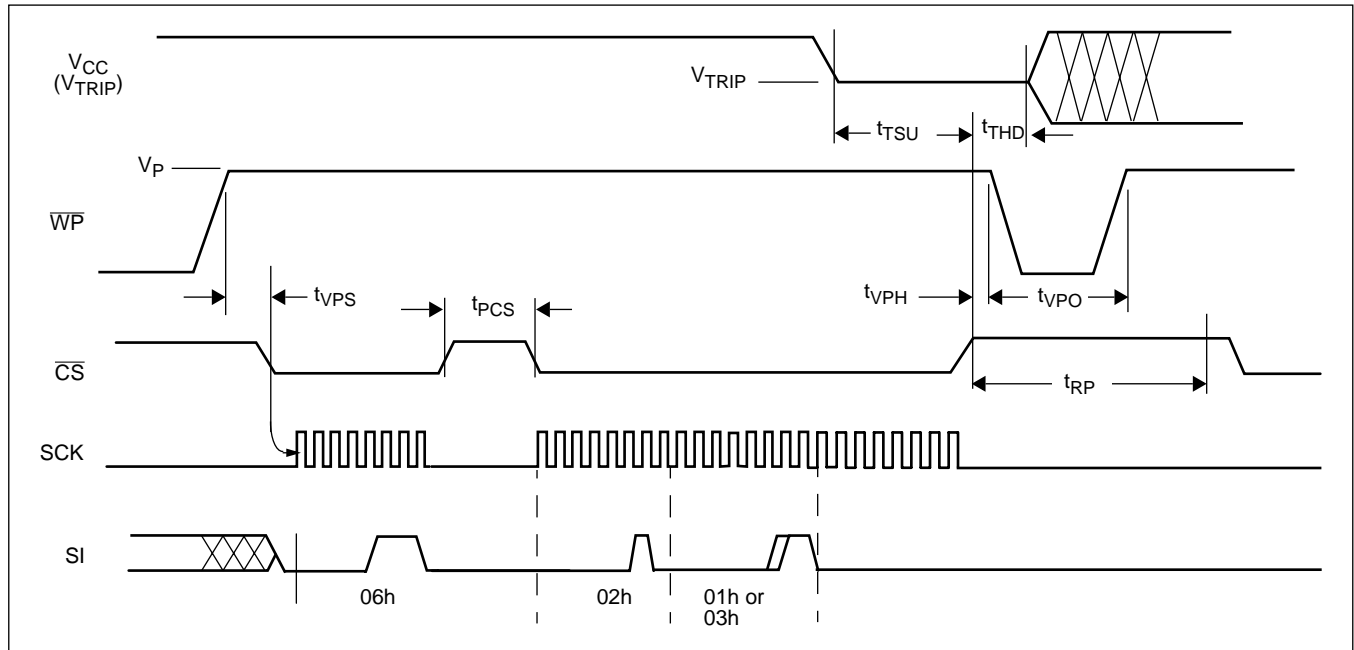 VCC
(VTRIP)
VTRIP
tTSU
tTHD
VP
WP
tVPS
tPCS
tVPH
tVPO
CS
tRP
SCK
SI
06h
02h
01h or
03h